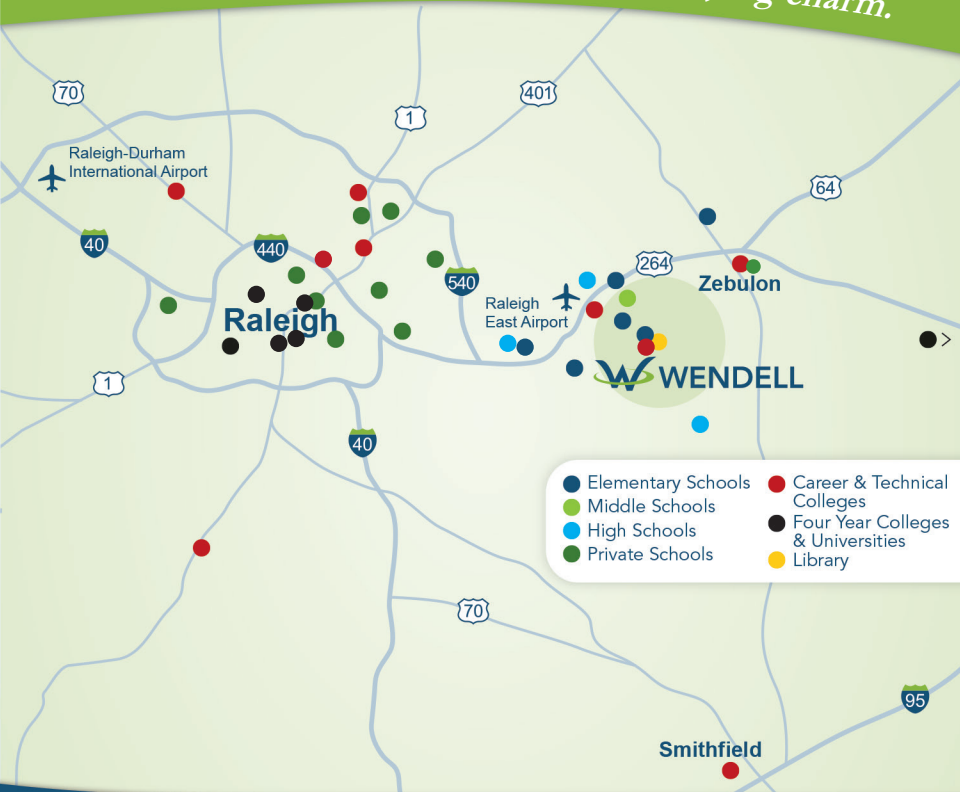 charm.
70
401
1
Raleigh-Durham
International Airport
64
40
440
264
540
Zebulon
Raleigh
East Airport
Raleigh
WENDELL
1
40
Elementary Schools
Middle Schools
High Schools
Private Schools
Career & Technical
Colleges
Four Year Colleges
& Universities
Library
70
95
Smithfield